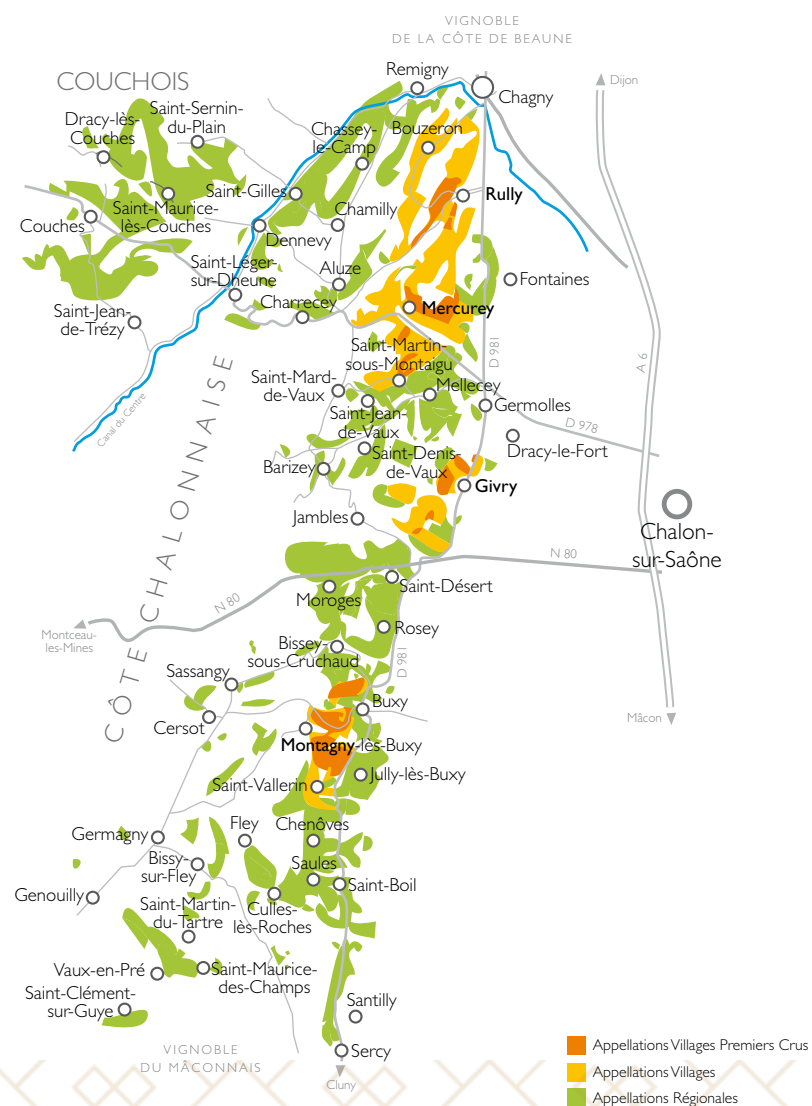 VIGNOBLE
DE LA CÔTE DE BEAUNE
Remigny
COUCHOIS
Dijon
Chagny
Saint-Sernin-
du-Plain
Dracy-lès-
Couches
Chassey-
le-Camp
Bouzeron
Saint-Gilles
Rully
Saint-Maurice-
lès-Couches
Chamilly
Couches
Dennevy
Saint-Léger-
sur-Dheune
Aluze
Fontaines
Charrecey
Mercurey
Saint-Jean-
de-Trézy
Saint-Martin-
sous-Montaigu
D 981
A 6
Saint-Mard-
de-Vaux
Mellecey
Germolles
Canal du Centre
Saint-Jean-
de-Vaux
D 978
Saint-Denis-
de-Vaux
Dracy-le-Fort
Barizey
Givry
CÔTE CHALONNAISE
Jambles
Chalon-
sur-Saône
N 80
Saint-Désert
Moroges
N 80
Montceau-
les-Mines
Rosey
Bissey-
sous-Cruchaud
D 981
Sassangy
Buxy
Cersot
Mâcon
Montagny-lès-Buxy
Jully-lès-Buxy
Saint-Vallerin
Fley
Chenôves
Germagny
Bissy-
sur-Fley
Saules
Saint-Boil
Genouilly
Saint-Martin-
du-Tartre
Culles-
lès-Roches
Vaux-en-Pré
Saint-Maurice-
des-Champs
Saint-Clément-
sur-Guye
Santilly
VIGNOBLE
DU MÂCONNAIS
Sercy
Cluny
Appellations Villages Premiers Crus
Appellations Villages
Appellations Régionales